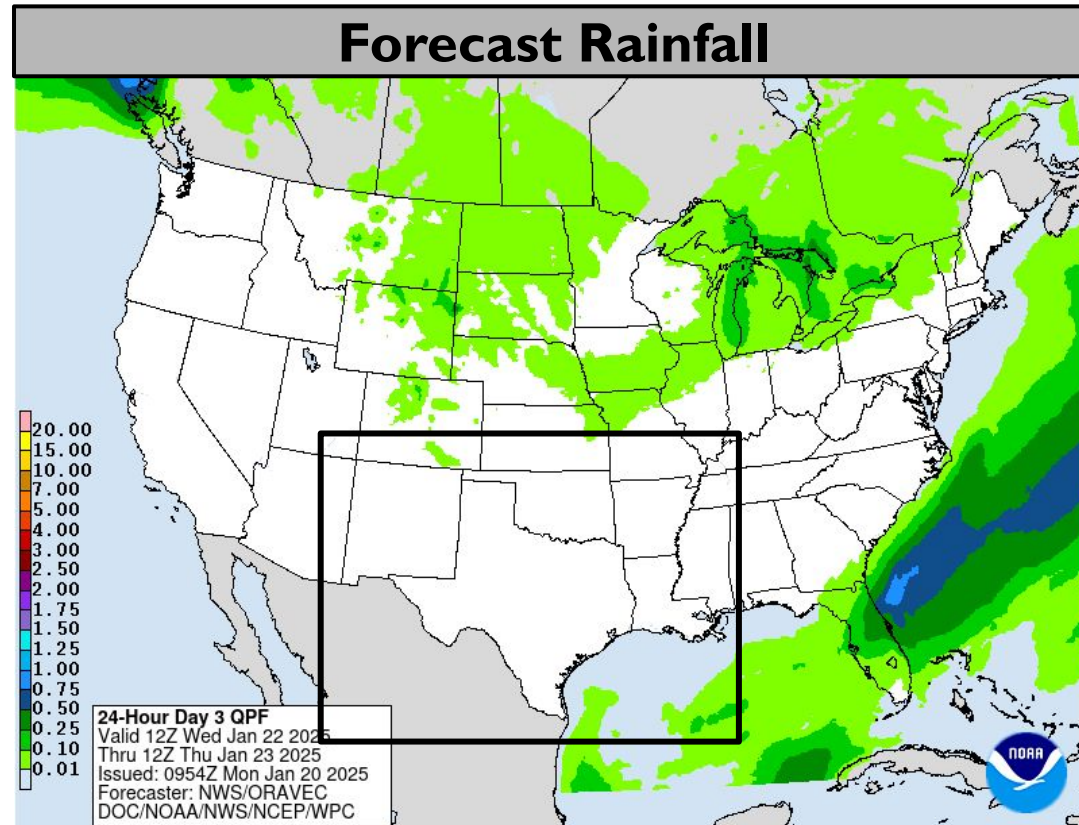 Forecast Rainfall
20.00
15.00
10.00
7.00
5.00
4.00
3.00
2.50
2.00
1.75
1.50
1.25
1.00
0.75
0.50
0.25
0.10
0.01
24-Hour Day 3 QPF
Valid 12Z Wed Jan 22 2025
Thru 12Z Thu Jan 23 2025
Issued: 0954Z Mon Jan 20 2025
Forecaster: NWS/ORAVEC
DOC/NOAA/NWS/NCEP/WPC
NOAA